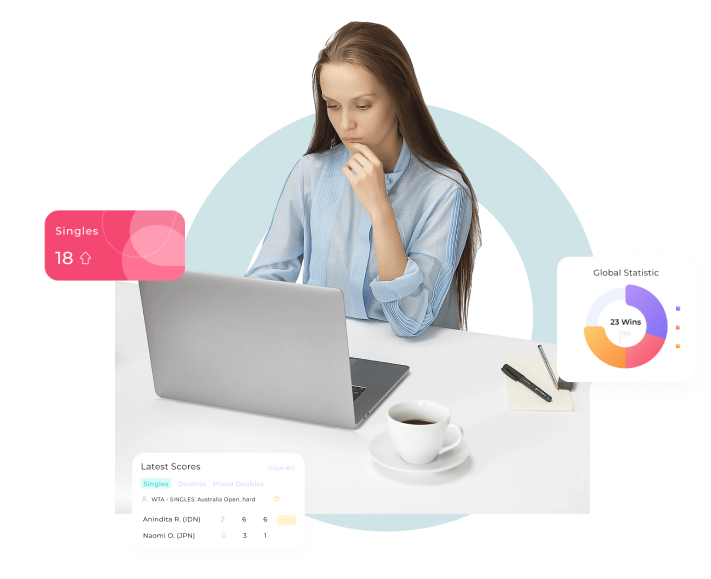 Singles
18
Global Statistic
23 Wins
Latest Scores View All
Singles Doubles Mixed Doubles
WTA - SINGLES: Australia Open, hard
Anindita R. (IDN) 2 6 6
Naomi O. (JPN) 0 3 1